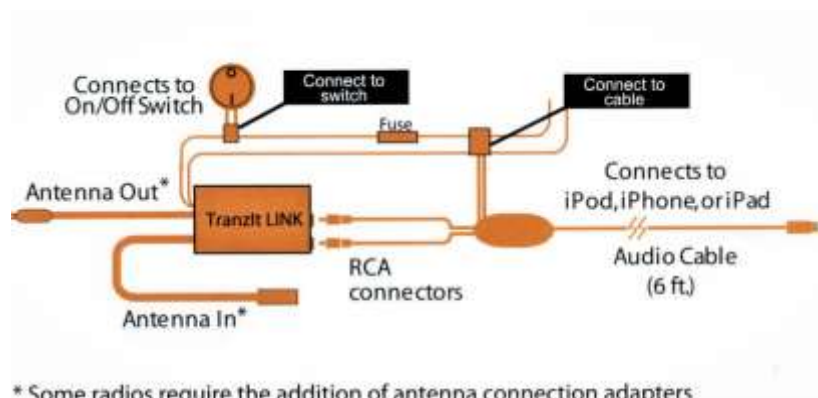 Connects to
On/Off Switch
Connect to
switch
Connect to
cable
Fuse
Antenna Out*
TranzIt LINK
Connects to
iPod, iPhone, or iPad
RCA
connectors
Audio Cable
(6 ft.)
Antenna In*
* Some radios require the addition of antenna connection adapters